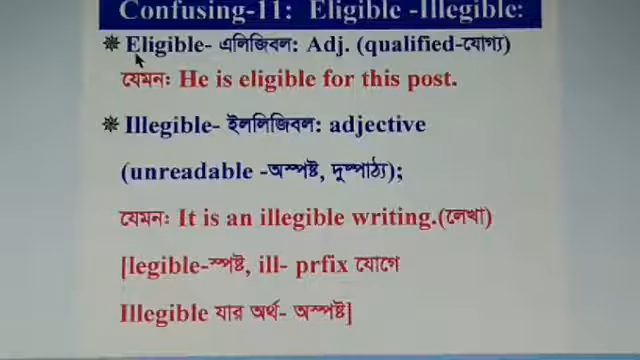 Confusing-11: Eligible -Illegible:
❋ Eligible- এলিজিবল: Adj. (qualified-যোগ্য)
যেমন: He is eligible for this post.
❋ Illegible- ইললিজিবল: adjective
(unreadable -অস্পষ্ট, দুষ্পাঠ্য);
যেমন: It is an illegible writing.(লেখা)
[legible-স্পষ্ট, ill- prfix যোগে
Illegible যার অর্থ- অস্পষ্ট]